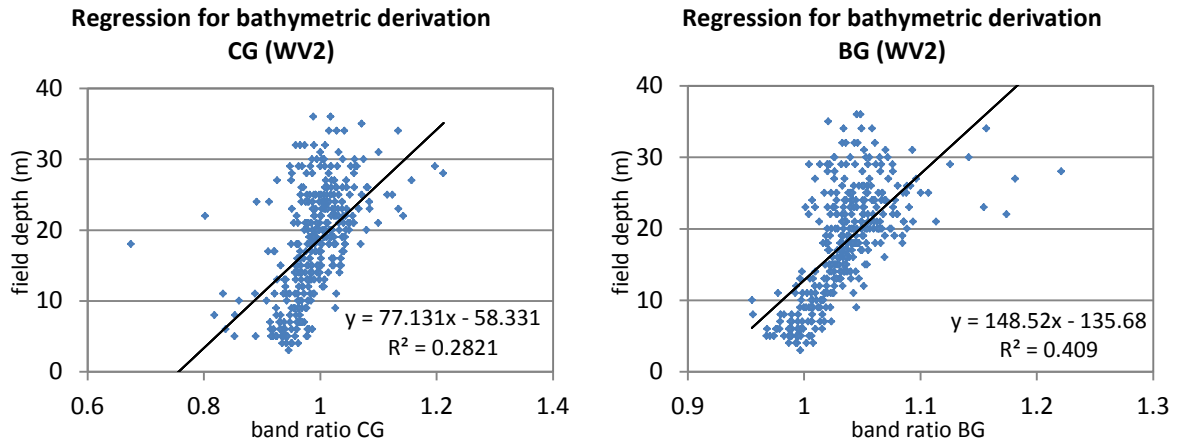 Regression for bathymetric derivation
CG (WV2)
40
30
20
10
0
field depth (m)
y = 77.131x - 58.331
R² = 0.2821
0.6 0.8 1 1.2 1.4
band ratio CG
Regression for bathymetric derivation
BG (WV2)
40
30
20
10
0
field depth (m)
y = 148.52x - 135.68
R² = 0.409
0.9 1 1.1 1.2 1.3
band ratio BG